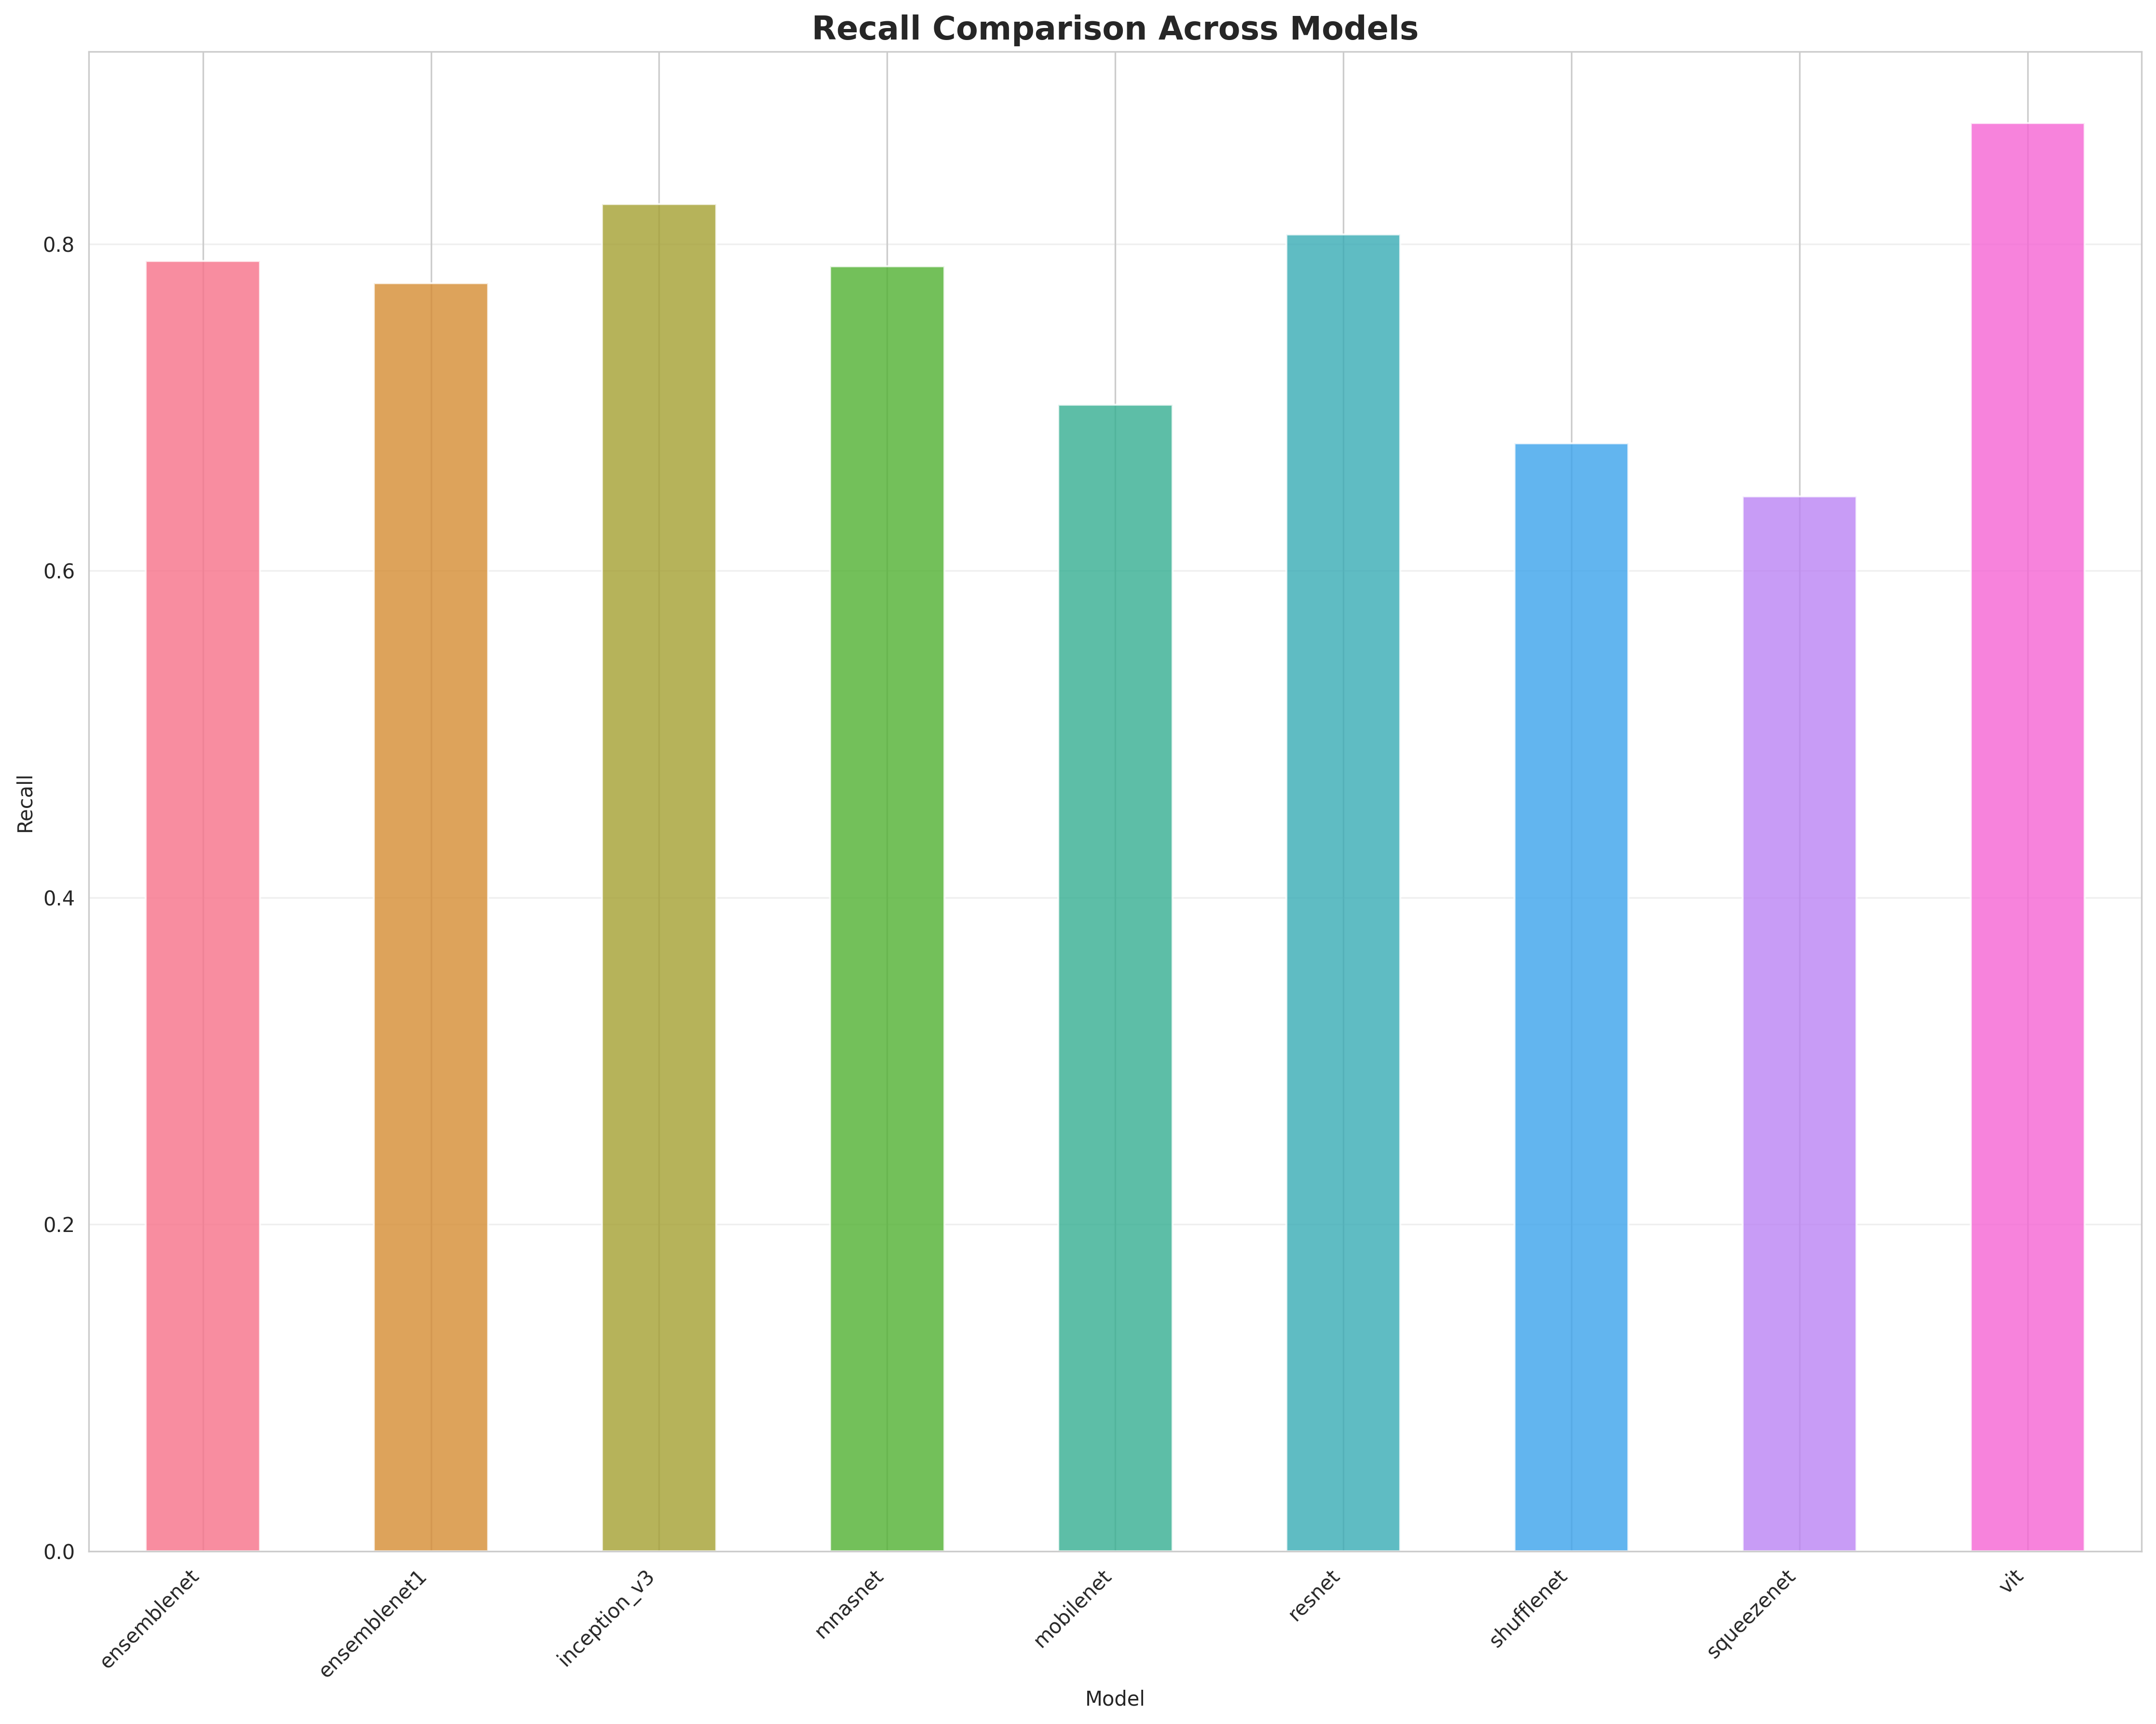 Recall Comparison Across Models
Recall
0.8
0.6
0.4
0.2
0.0
ensemblenet
ensemblenet1
inception_v3
mnasnet
mobilenet
resnet
shufflenet
squeezenet
vit
Model